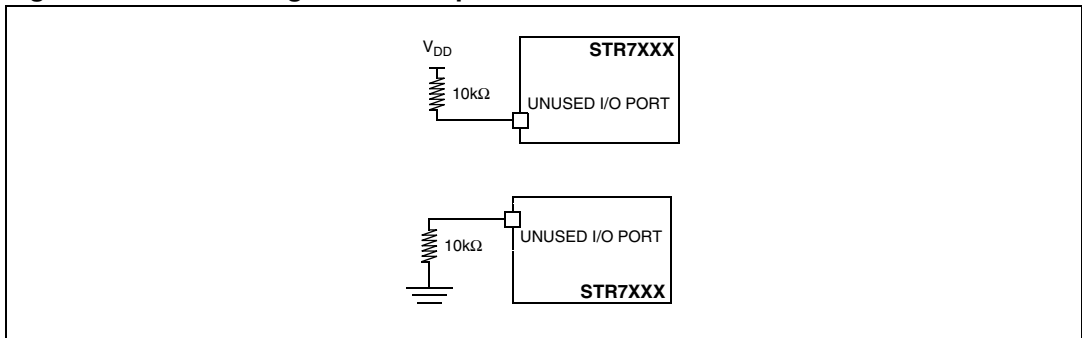 V_DD
STR7XXX
10kΩ
UNUSED I/O PORT
UNUSED I/O PORT
10kΩ
STR7XXX